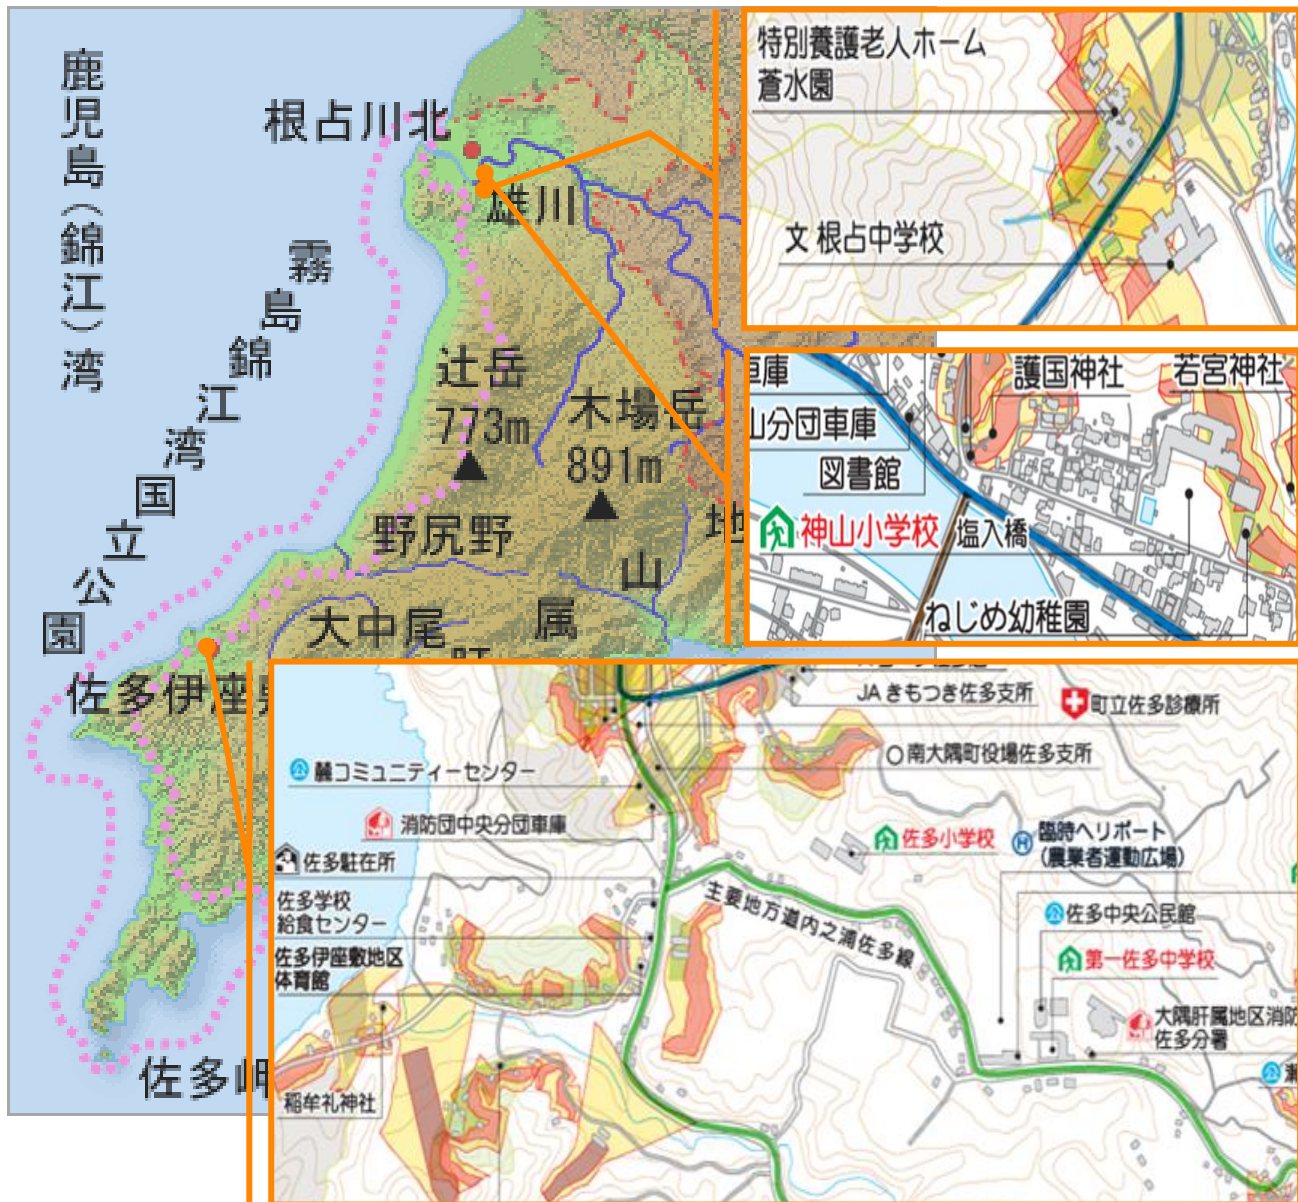 鹿児島(錦江)湾
霧島錦江湾国立公園
根占川北
雄川
辻岳
773m
木場岳
891m
野尻野
大中尾
山
属
地
佐多伊座
佐多岬
特別養護老人ホーム
蒼水園
文 根占中学校
車庫
山分団車庫
図書館
護国神社
若宮神社
神山小学校
塩入橋
ねじめ幼稚園
JAきもつき佐多支所
町立佐多診療所
南大隅町役場佐多支所
公 麓コミュニティーセンター
消防団中央分団車庫
佐多駐在所
佐多学校
給食センター
佐多伊座敷地区
体育館
稲牟礼神社
佐多小学校
H 臨時ヘリポート
(農業者運動広場)
公 佐多中央公民館
第一佐多中学校
主要地方道内之浦佐多線
大隅肝属地区消防
佐多分署
公